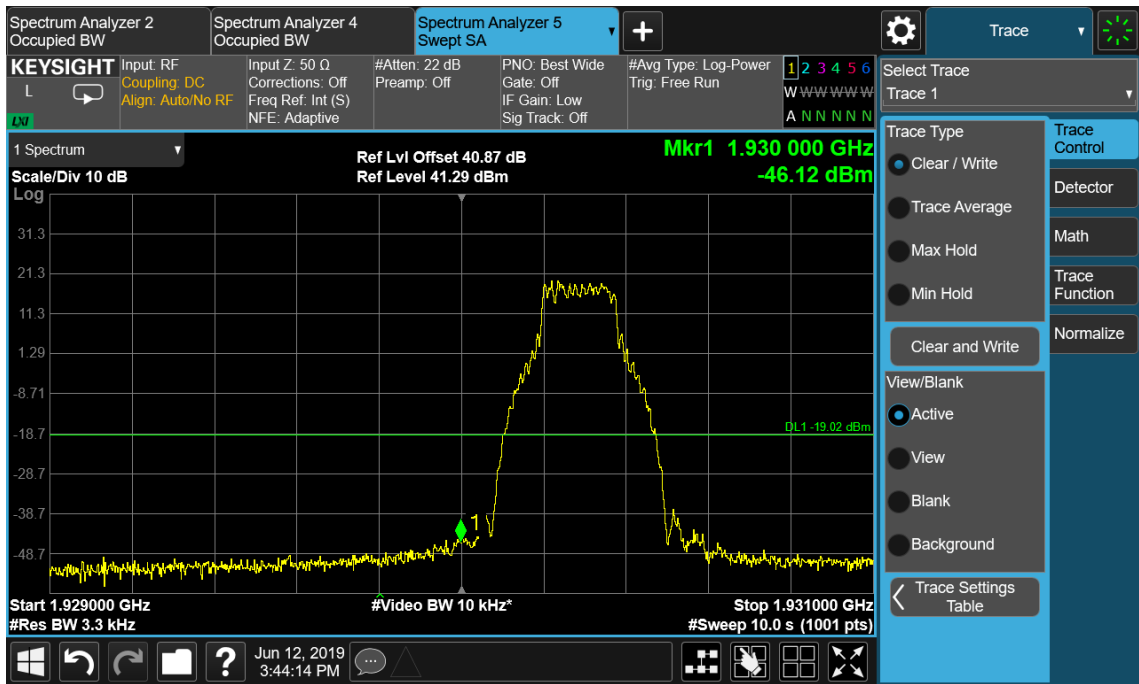 Spectrum Analyzer 2
Occupied BW
Spectrum Analyzer 4
Occupied BW
Spectrum Analyzer 5
Swept SA
Trace
KEYSIGHT
L
LXI
Input: RF
Coupling: DC
Align: Auto/No RF
Input Z: 50 Ω
Corrections: Off
Freq Ref: Int (S)
NFE: Adaptive
#Atten: 22 dB
Preamp: Off
PNO: Best Wide
Gate: Off
IF Gain: Low
Sig Track: Off
#Avg Type: Log-Power
Trig: Free Run
1 2 3 4 5 6
W W W W W W
A N N N N N
Select Trace
Trace 1
1 Spectrum
Scale/Div 10 dB
Log
Ref Lvl Offset 40.87 dB
Ref Level 41.29 dBm
Mkr1 1.930 000 GHz
-46.12 dBm
31.3
21.3
11.3
1.29
-8.71
-18.7
-28.7
-38.7
-48.7
DL1 -19.02 dBm
1
Start 1.929000 GHz
#Res BW 3.3 kHz
#Video BW 10 kHz*
Stop 1.931000 GHz
#Sweep 10.0 s (1001 pts)
Trace Type
Clear / Write
Trace Average
Max Hold
Min Hold
Clear and Write
View/Blank
Active
View
Blank
Background
Trace Settings
Table
Trace
Control
Detector
Math
Trace
Function
Normalize
?
Jun 12, 2019
3:44:14 PM